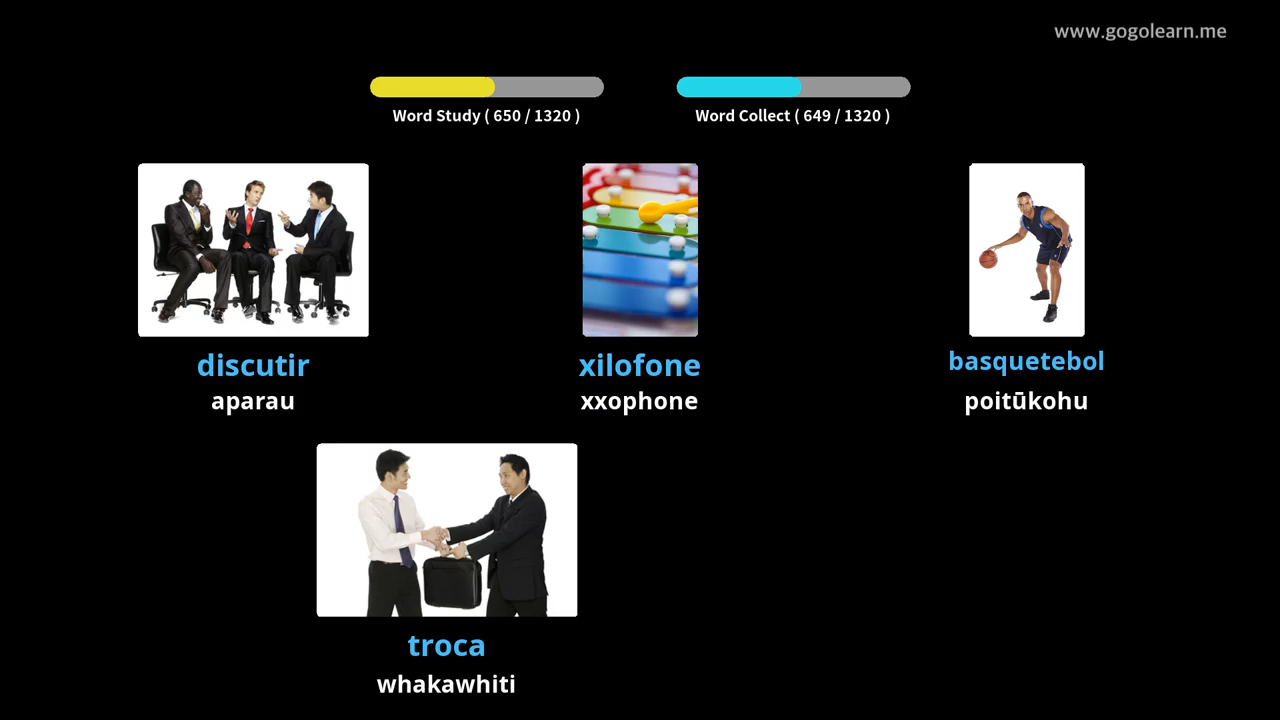 www.gogolearn.me
Word Study ( 650 / 1320 )
Word Collect ( 649 / 1320 )
discutir
aparau
xilofone
xxophone
basquetebol
poitūkohu
troca
whakawhiti